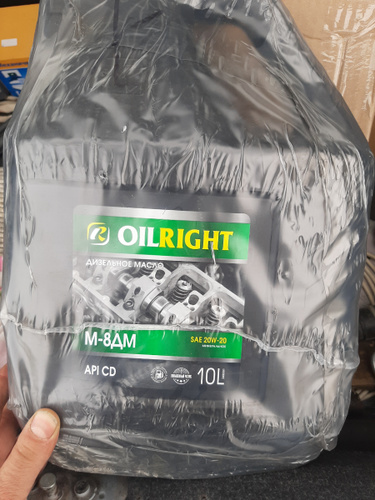 OILRIGHT
ДИЗЕЛЬНОЕ МАСЛО
М-8ДМ
SAE 20W-20
API CD
10L